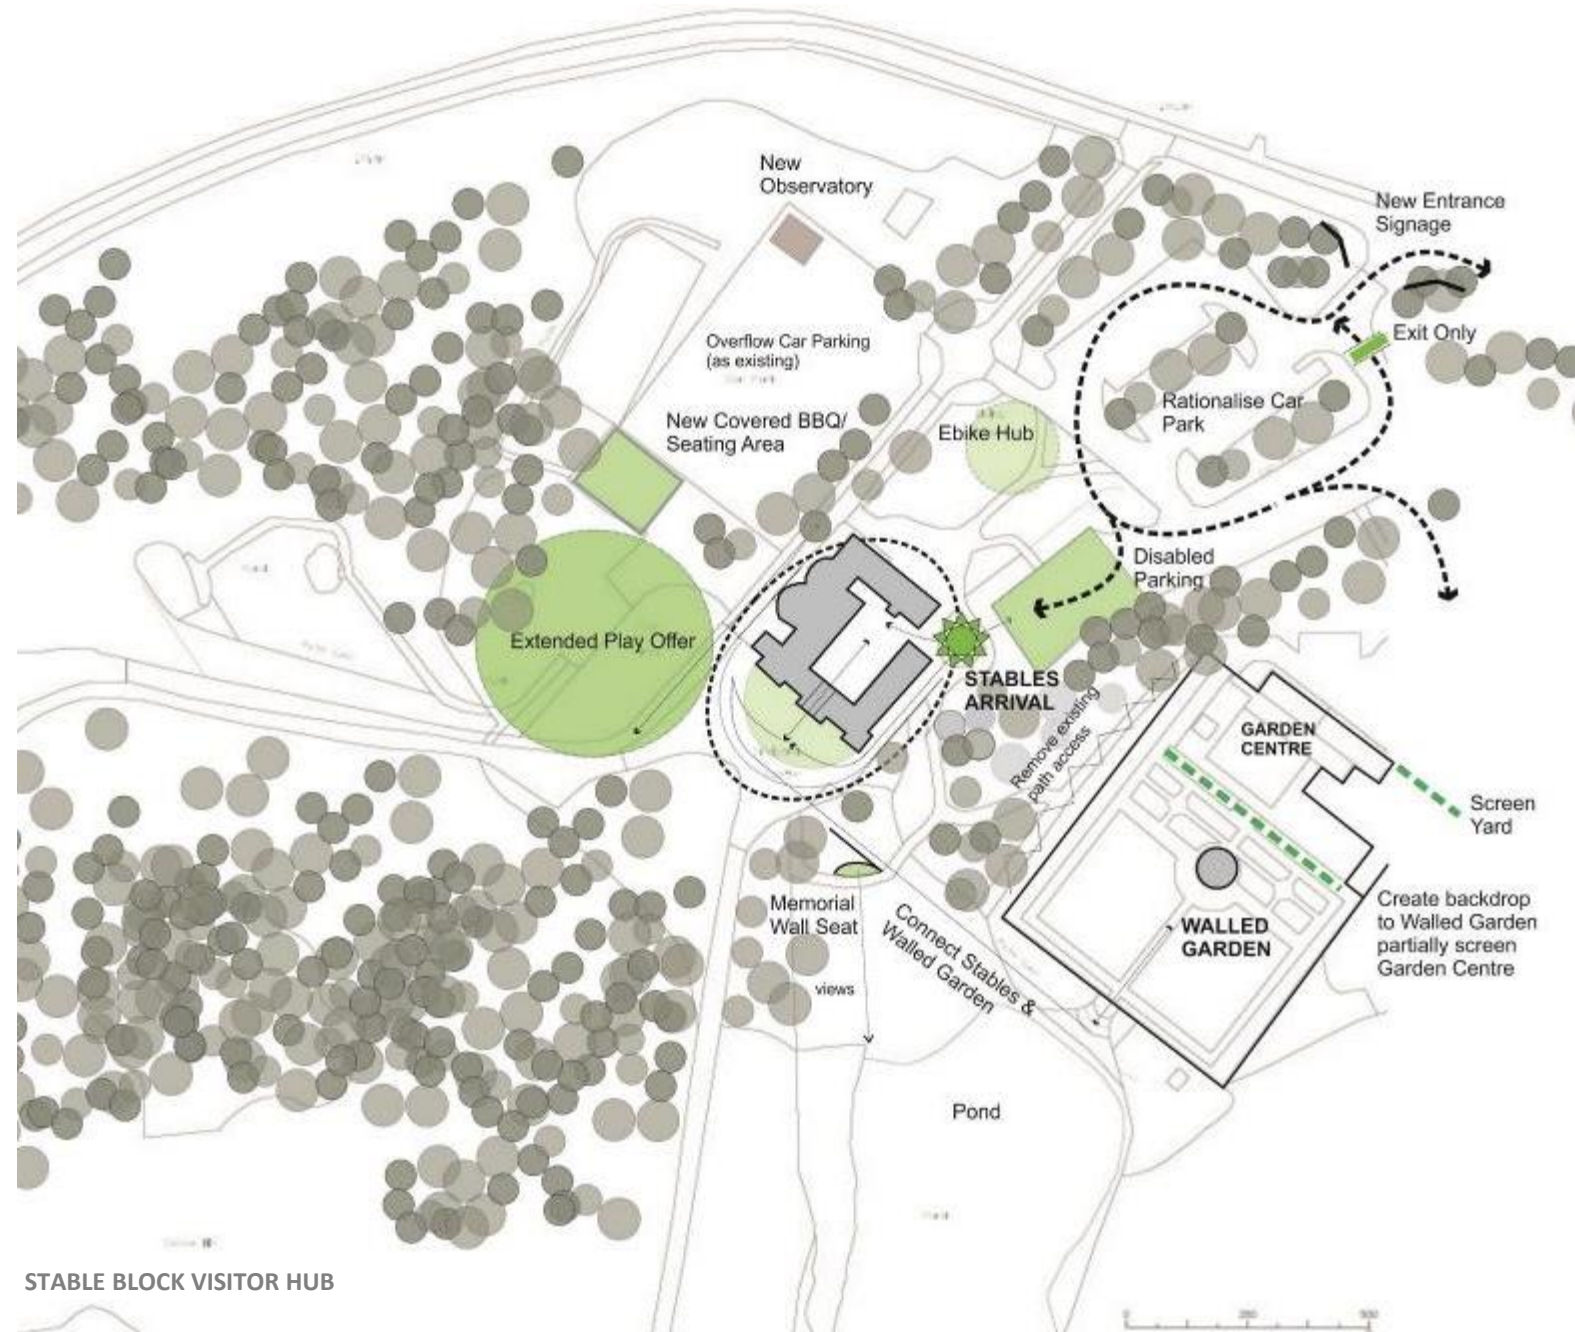 New
Observatory
New Entrance
Signage
Exit Only
Overflow Car Parking
(as existing)
Rationalise Car
Park
New Covered BBQ/
Seating Area
Ebike Hub
Disabled
Parking
Extended Play Offer
STABLES
ARRIVAL
Remove existing
path access
GARDEN
CENTRE
Screen
Yard
Memorial
Wall Seat
Connect Stables &
Walled Garden
WALLED
GARDEN
Create backdrop
to Walled Garden
partially screen
Garden Centre
views
Pond
STABLE BLOCK VISITOR HUB